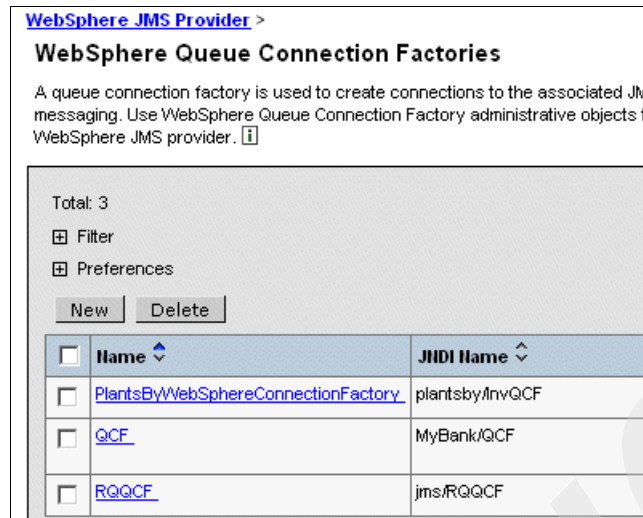 WebSphere JMS Provider >
WebSphere Queue Connection Factories
A queue connection factory is used to create connections to the associated
messaging. Use WebSphere Queue Connection Factory administrative objects
WebSphere JMS provider. i
Total: 3
Filter
Preferences
New Delete
Name JNDI Name
PlantsByWebSphereConnectionFactory plantsby/InvQCF
QCF MyBank/QCF
RQQCF jms/RQQCF